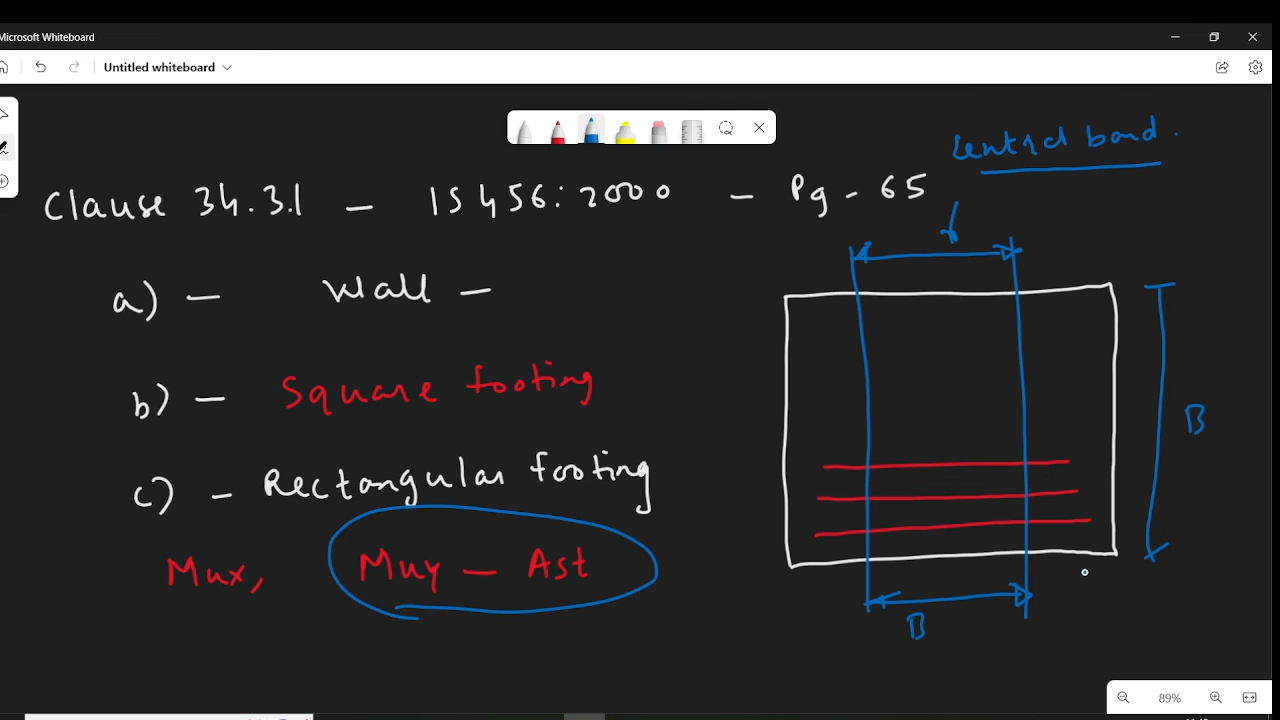 Microsoft Whiteboard
Untitled whiteboard
Central band.
Clause 34.3.1 - IS 456:2000 - Pg - 65
a) - Wall -
b) - Square footing
c) - Rectangular footing
Mux, Muy - Ast
B
B
89%